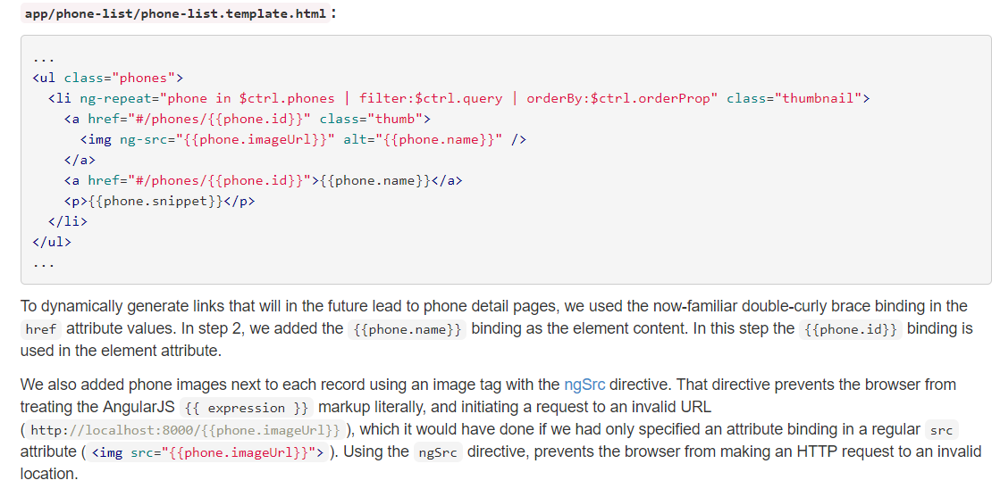 app/phone-list/phone-list.template.html :
...
<ul class="phones">
  <li ng-repeat="phone in $ctrl.phones | filter:$ctrl.query | orderBy:$ctrl.orderProp" class="thumbnail">
    <a href="#/phones/{{phone.id}}" class="thumb">
      <img ng-src="{{phone.imageUrl}}" alt="{{phone.name}}" />
    </a>
    <a href="#/phones/{{phone.id}}">{{phone.name}}</a>
    <p>{{phone.snippet}}</p>
  </li>
</ul>
...
To dynamically generate links that will in the future lead to phone detail pages, we used the now-familiar double-curly brace binding in the
href attribute values. In step 2, we added the {{phone.name}} binding as the element content. In this step the {{phone.id}} binding is
used in the element attribute.
We also added phone images next to each record using an image tag with the ngSrc directive. That directive prevents the browser from
treating the AngularJS {{ expression }} markup literally, and initiating a request to an invalid URL
( http://localhost:8000/{{phone.imageUrl}} ), which it would have done if we had only specified an attribute binding in a regular src
attribute ( <img src="{{phone.imageUrl}}"> ). Using the ngSrc directive, prevents the browser from making an HTTP request to an invalid
location.